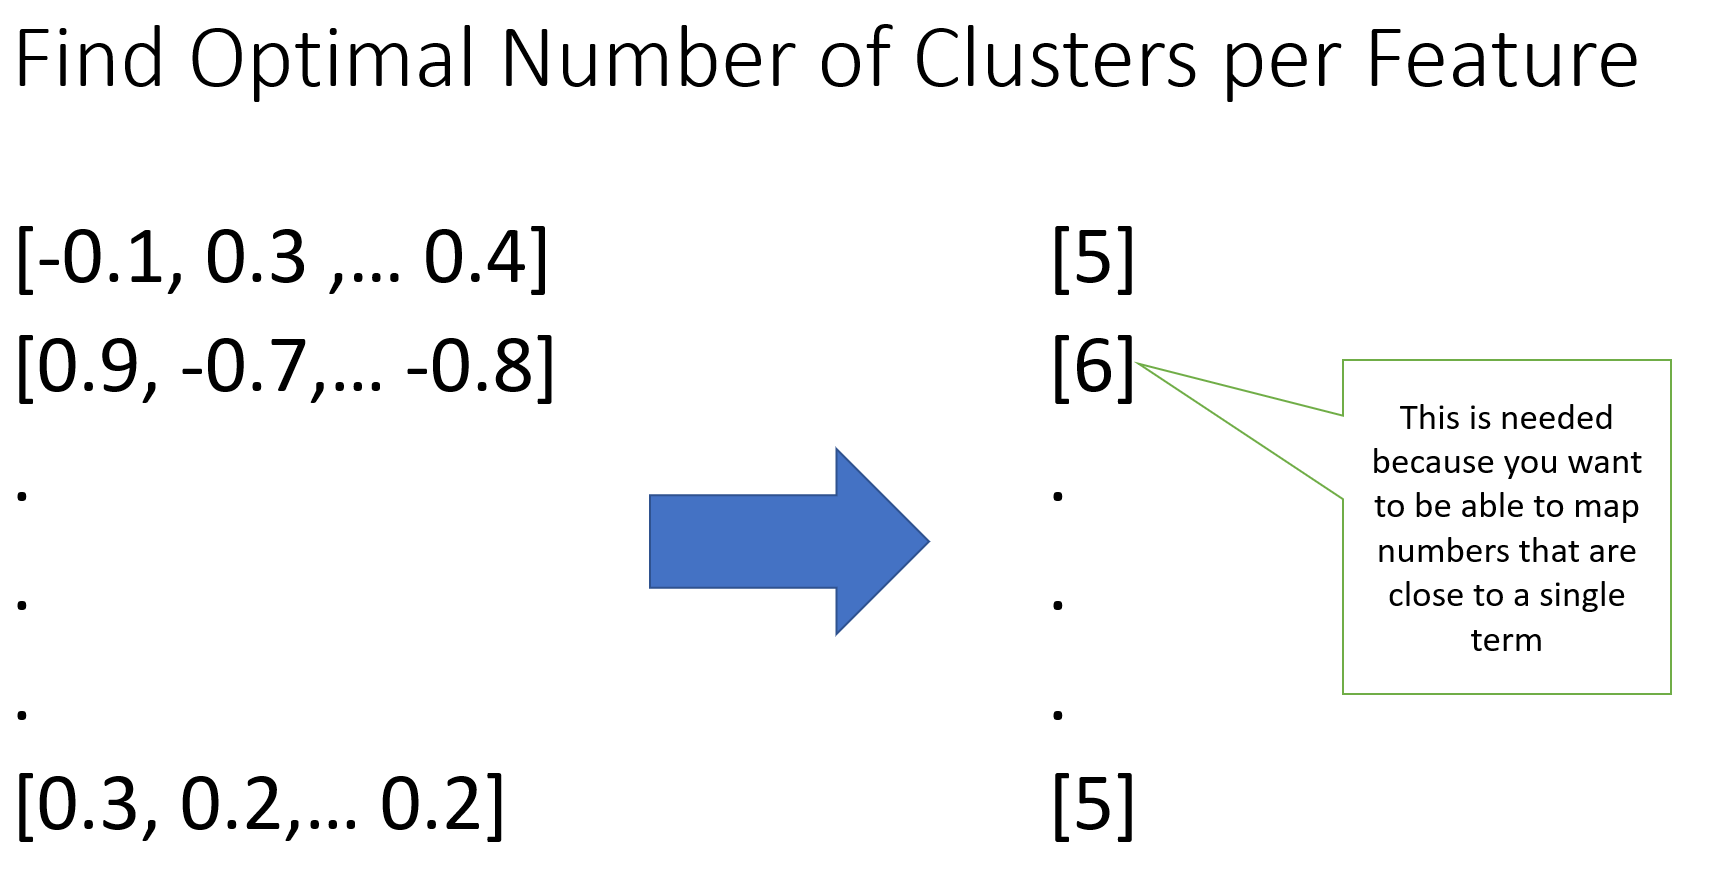 Find Optimal Number of Clusters per Feature
[-0.1, 0.3 ,... 0.4]
[0.9, -0.7,... -0.8]
.
.
.
[0.3, 0.2,... 0.2]
[5]
[6]
.
.
.
[5]
This is needed
because you want
to be able to map
numbers that are
close to a single
term